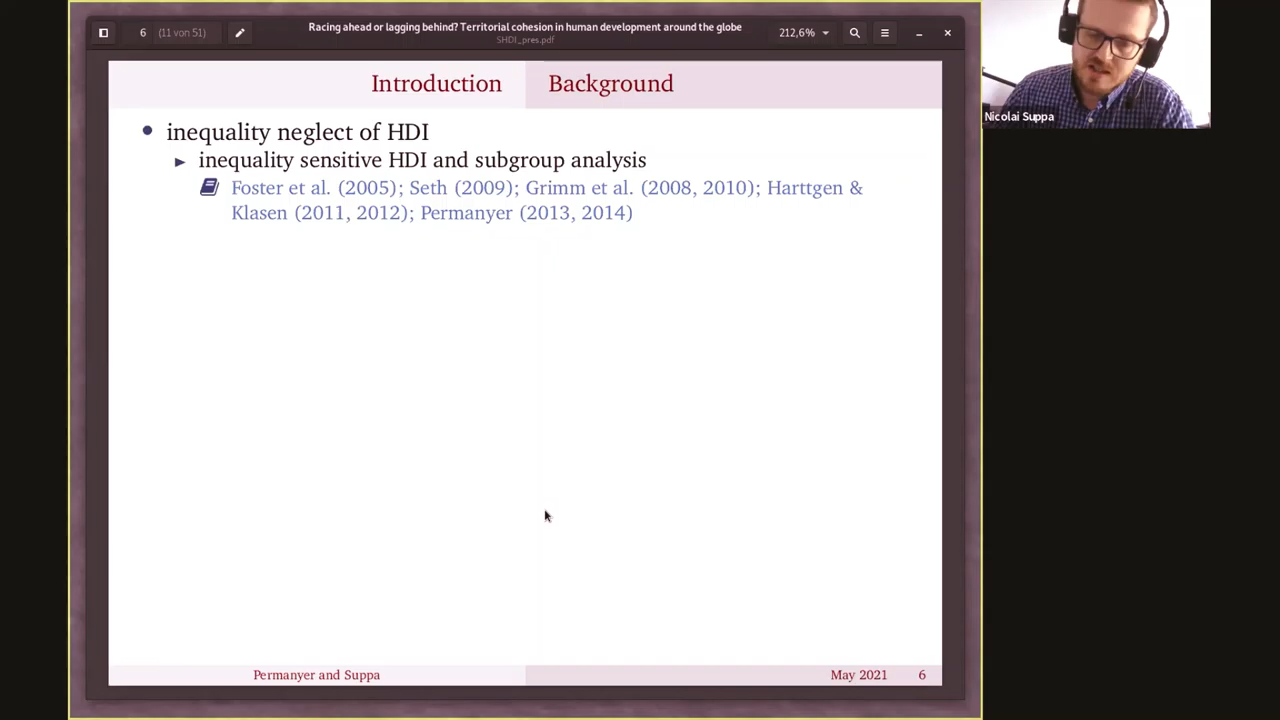 6 (11 von 51)
Racing ahead or lagging behind? Territorial cohesion in human development around the globe
SHDI_pres.pdf
212,6%
Introduction
Background
inequality neglect of HDI
inequality sensitive HDI and subgroup analysis
Foster et al. (2005); Seth (2009); Grimm et al. (2008, 2010); Harttgen &
Klasen (2011, 2012); Permanyer (2013, 2014)
Permanyer and Suppa
May 2021 6
Nicolai Suppa